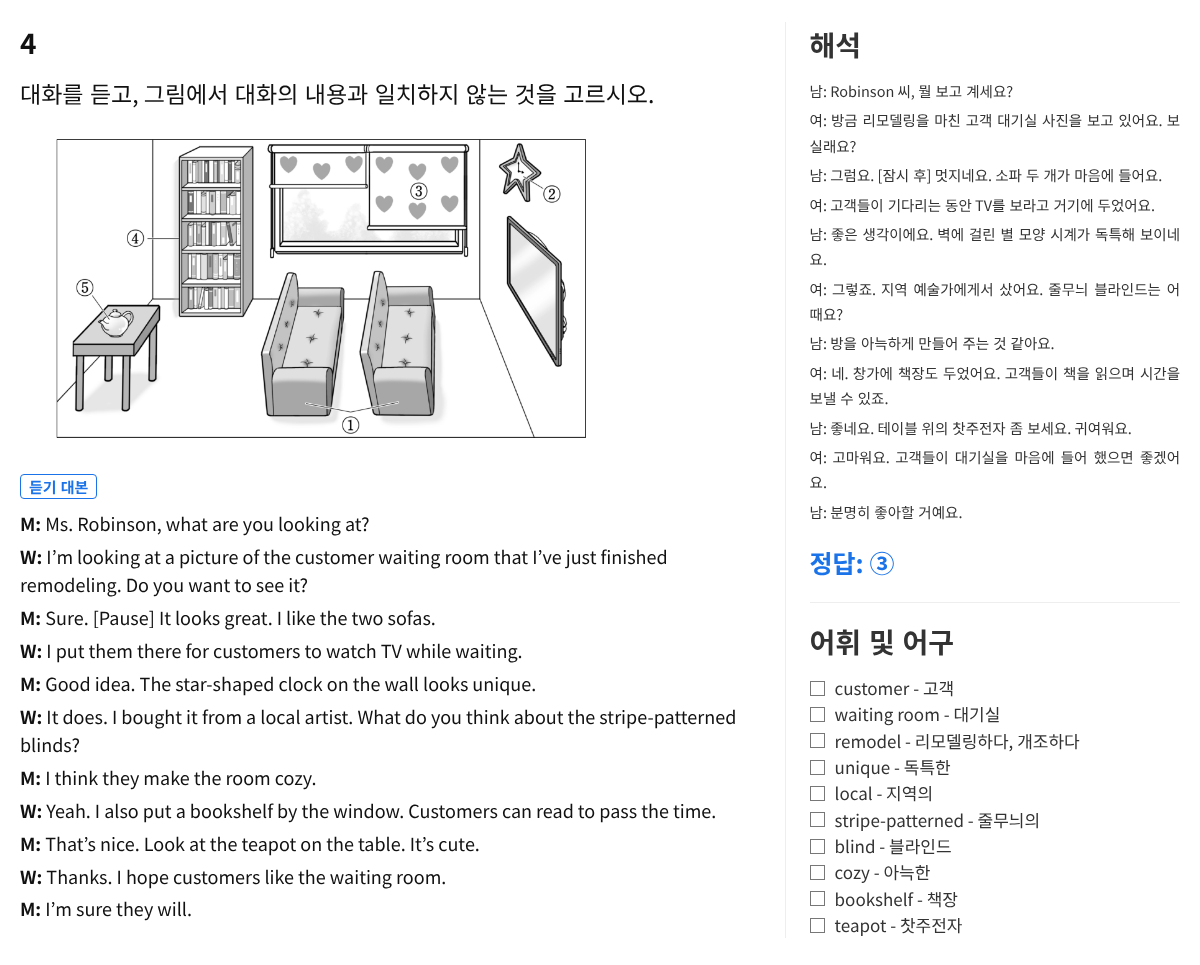 4
대화를 듣고, 그림에서 대화의 내용과 일치하지 않는 것을 고르시오.
③
②
④
⑤
①
듣기 대본
M: Ms. Robinson, what are you looking at?
W: I’m looking at a picture of the customer waiting room that I’ve just finished
remodeling. Do you want to see it?
M: Sure. [Pause] It looks great. I like the two sofas.
W: I put them there for customers to watch TV while waiting.
M: Good idea. The star-shaped clock on the wall looks unique.
W: It does. I bought it from a local artist. What do you think about the stripe-patterned
blinds?
M: I think they make the room cozy.
W: Yeah. I also put a bookshelf by the window. Customers can read to pass the time.
M: That’s nice. Look at the teapot on the table. It’s cute.
W: Thanks. I hope customers like the waiting room.
M: I’m sure they will.
해석
남: Robinson 씨, 뭘 보고 계세요?
여: 방금 리모델링을 마친 고객 대기실 사진을 보고 있어요. 보
실래요?
남: 그럼요. [잠시 후] 멋지네요. 소파 두 개가 마음에 들어요.
여: 고객들이 기다리는 동안 TV를 보라고 거기에 두었어요.
남: 좋은 생각이에요. 벽에 걸린 별 모양 시계가 독특해 보이네
요.
여: 그렇죠. 지역 예술가에게서 샀어요. 줄무늬 블라인드는 어
때요?
남: 방을 아늑하게 만들어 주는 것 같아요.
여: 네. 창가에 책장도 두었어요. 고객들이 책을 읽으며 시간을
보낼 수 있죠.
남: 좋네요. 테이블 위의 찻주전자 좀 보세요. 귀여워요.
여: 고마워요. 고객들이 대기실을 마음에 들어 했으면 좋겠어
요.
남: 분명히 좋아할 거예요.
정답: ③
어휘 및 어구
customer - 고객
waiting room - 대기실
remodel - 리모델링하다, 개조하다
unique - 독특한
local - 지역의
stripe-patterned - 줄무늬의
blind - 블라인드
cozy - 아늑한
bookshelf - 책장
teapot - 찻주전자